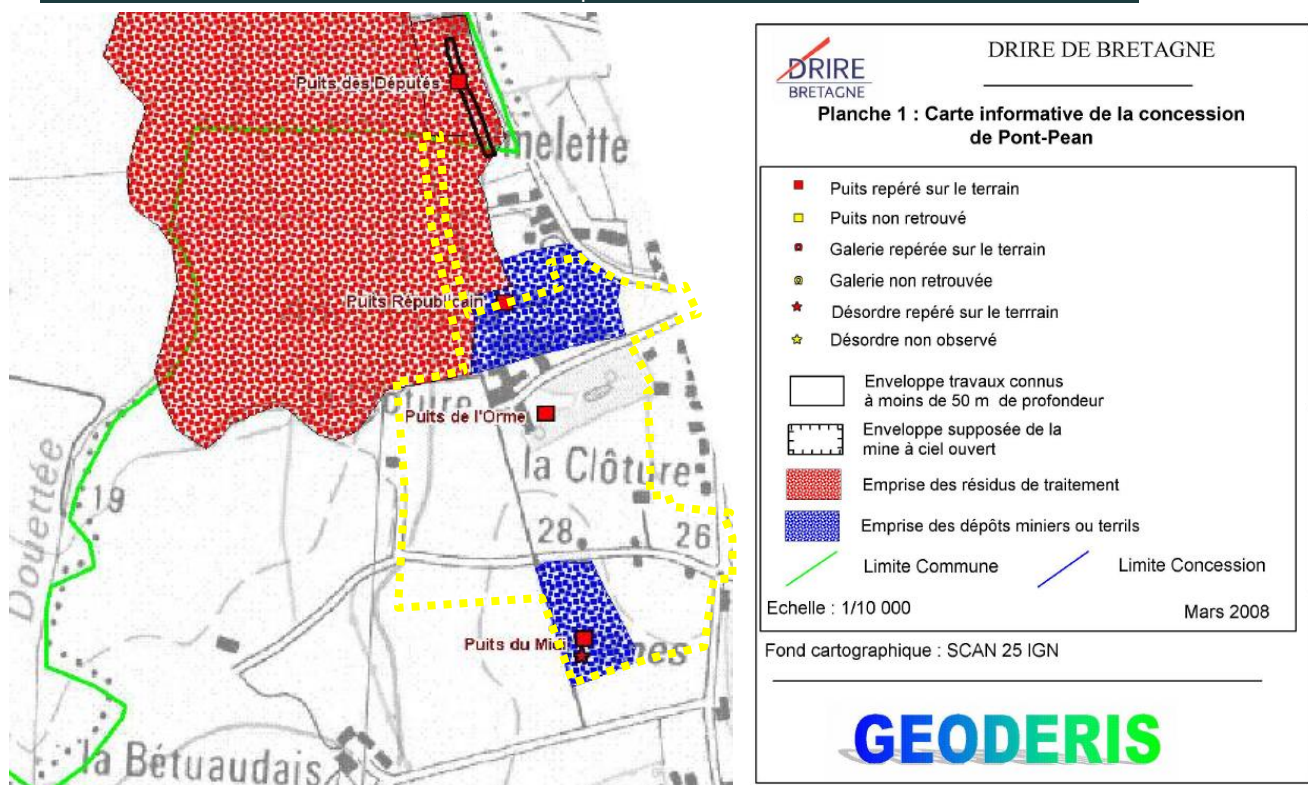 Puits des Députés
melette
Puits Républicain
Puits de l'Orme
la Clôture
Douettée
19
28
26
Puits du Midi
la Bétuaudais
DRIRE
BRETAGNE
DRIRE DE BRETAGNE
Planche 1 : Carte informative de la concession
de Pont-Pean
Puits repéré sur le terrain
Puits non retrouvé
Galerie repérée sur le terrain
Galerie non retrouvée
Désordre repéré sur le terrrain
Désordre non observé
Enveloppe travaux connus
à moins de 50 m de profondeur
Enveloppe supposée de la
mine à ciel ouvert
Emprise des résidus de traitement
Emprise des dépôts miniers ou terrils
Limite Commune
Limite Concession
Echelle : 1/10 000
Mars 2008
Fond cartographique : SCAN 25 IGN
GEODERIS